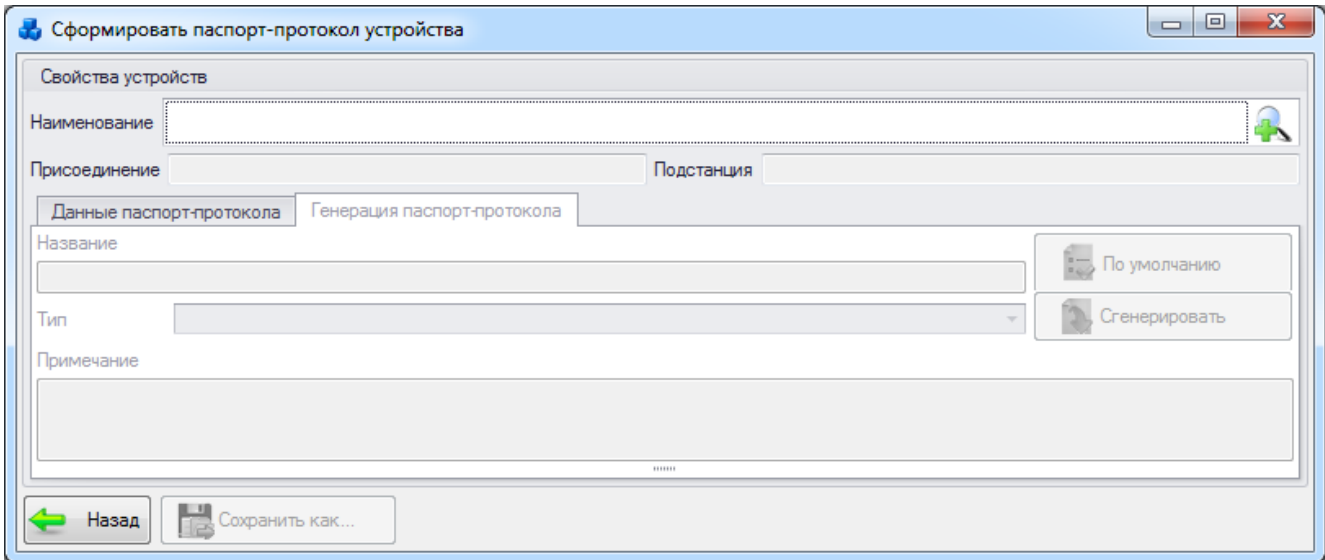 Сформировать паспорт-протокол устройства
Свойства устройств
Наименование
Присоединение Подстанция
Данные паспорт-протокола Генерация паспорт-протокола
Название
По умолчанию
Тип
Сгенерировать
Примечание
Назад Сохранить как...